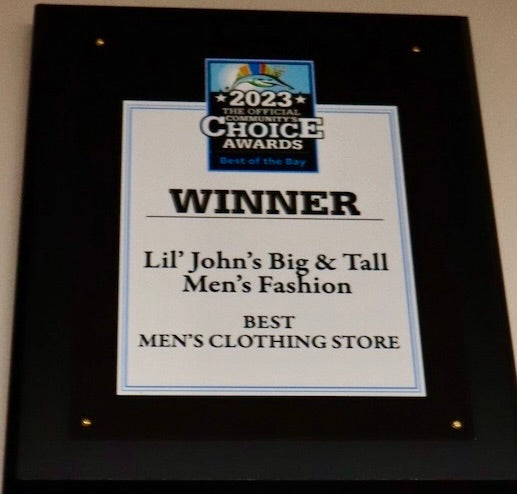 2023
THE OFFICIAL
COMMUNITY'S
CHOICE
AWARDS
Best of the Bay
WINNER
Lil' John's Big & Tall
Men's Fashion
BEST
MEN'S CLOTHING STORE